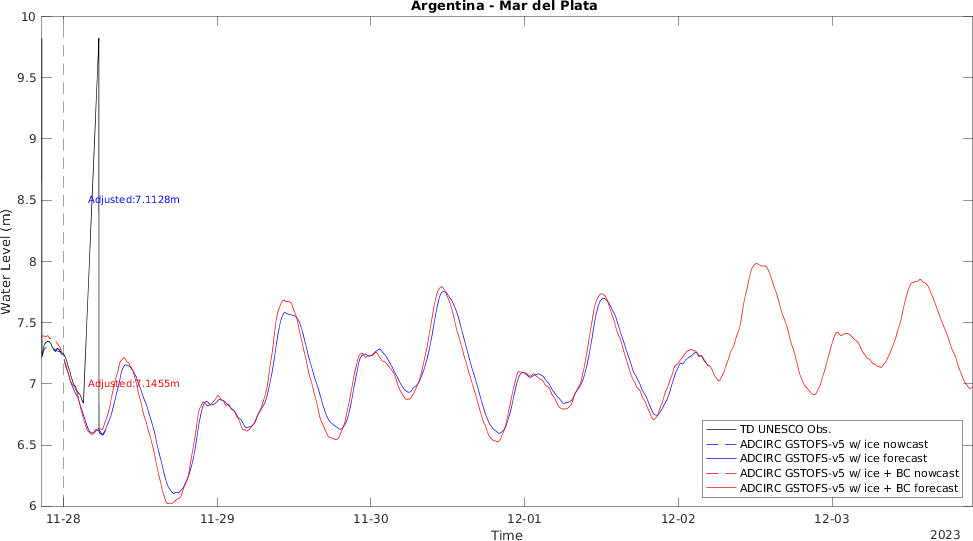 Argentina - Mar del Plata
10
9.5
9
8.5
8
7.5
7
6.5
6
Water Level (m)
Adjusted:7.1128m
Adjusted:7.1455m
TD UNESCO Obs.
ADCIRC GSTOFS-v5 w/ ice nowcast
ADCIRC GSTOFS-v5 w/ ice forecast
ADCIRC GSTOFS-v5 w/ ice + BC nowcast
ADCIRC GSTOFS-v5 w/ ice + BC forecast
11-28 11-29 11-30 12-01 12-02 12-03
Time
2023